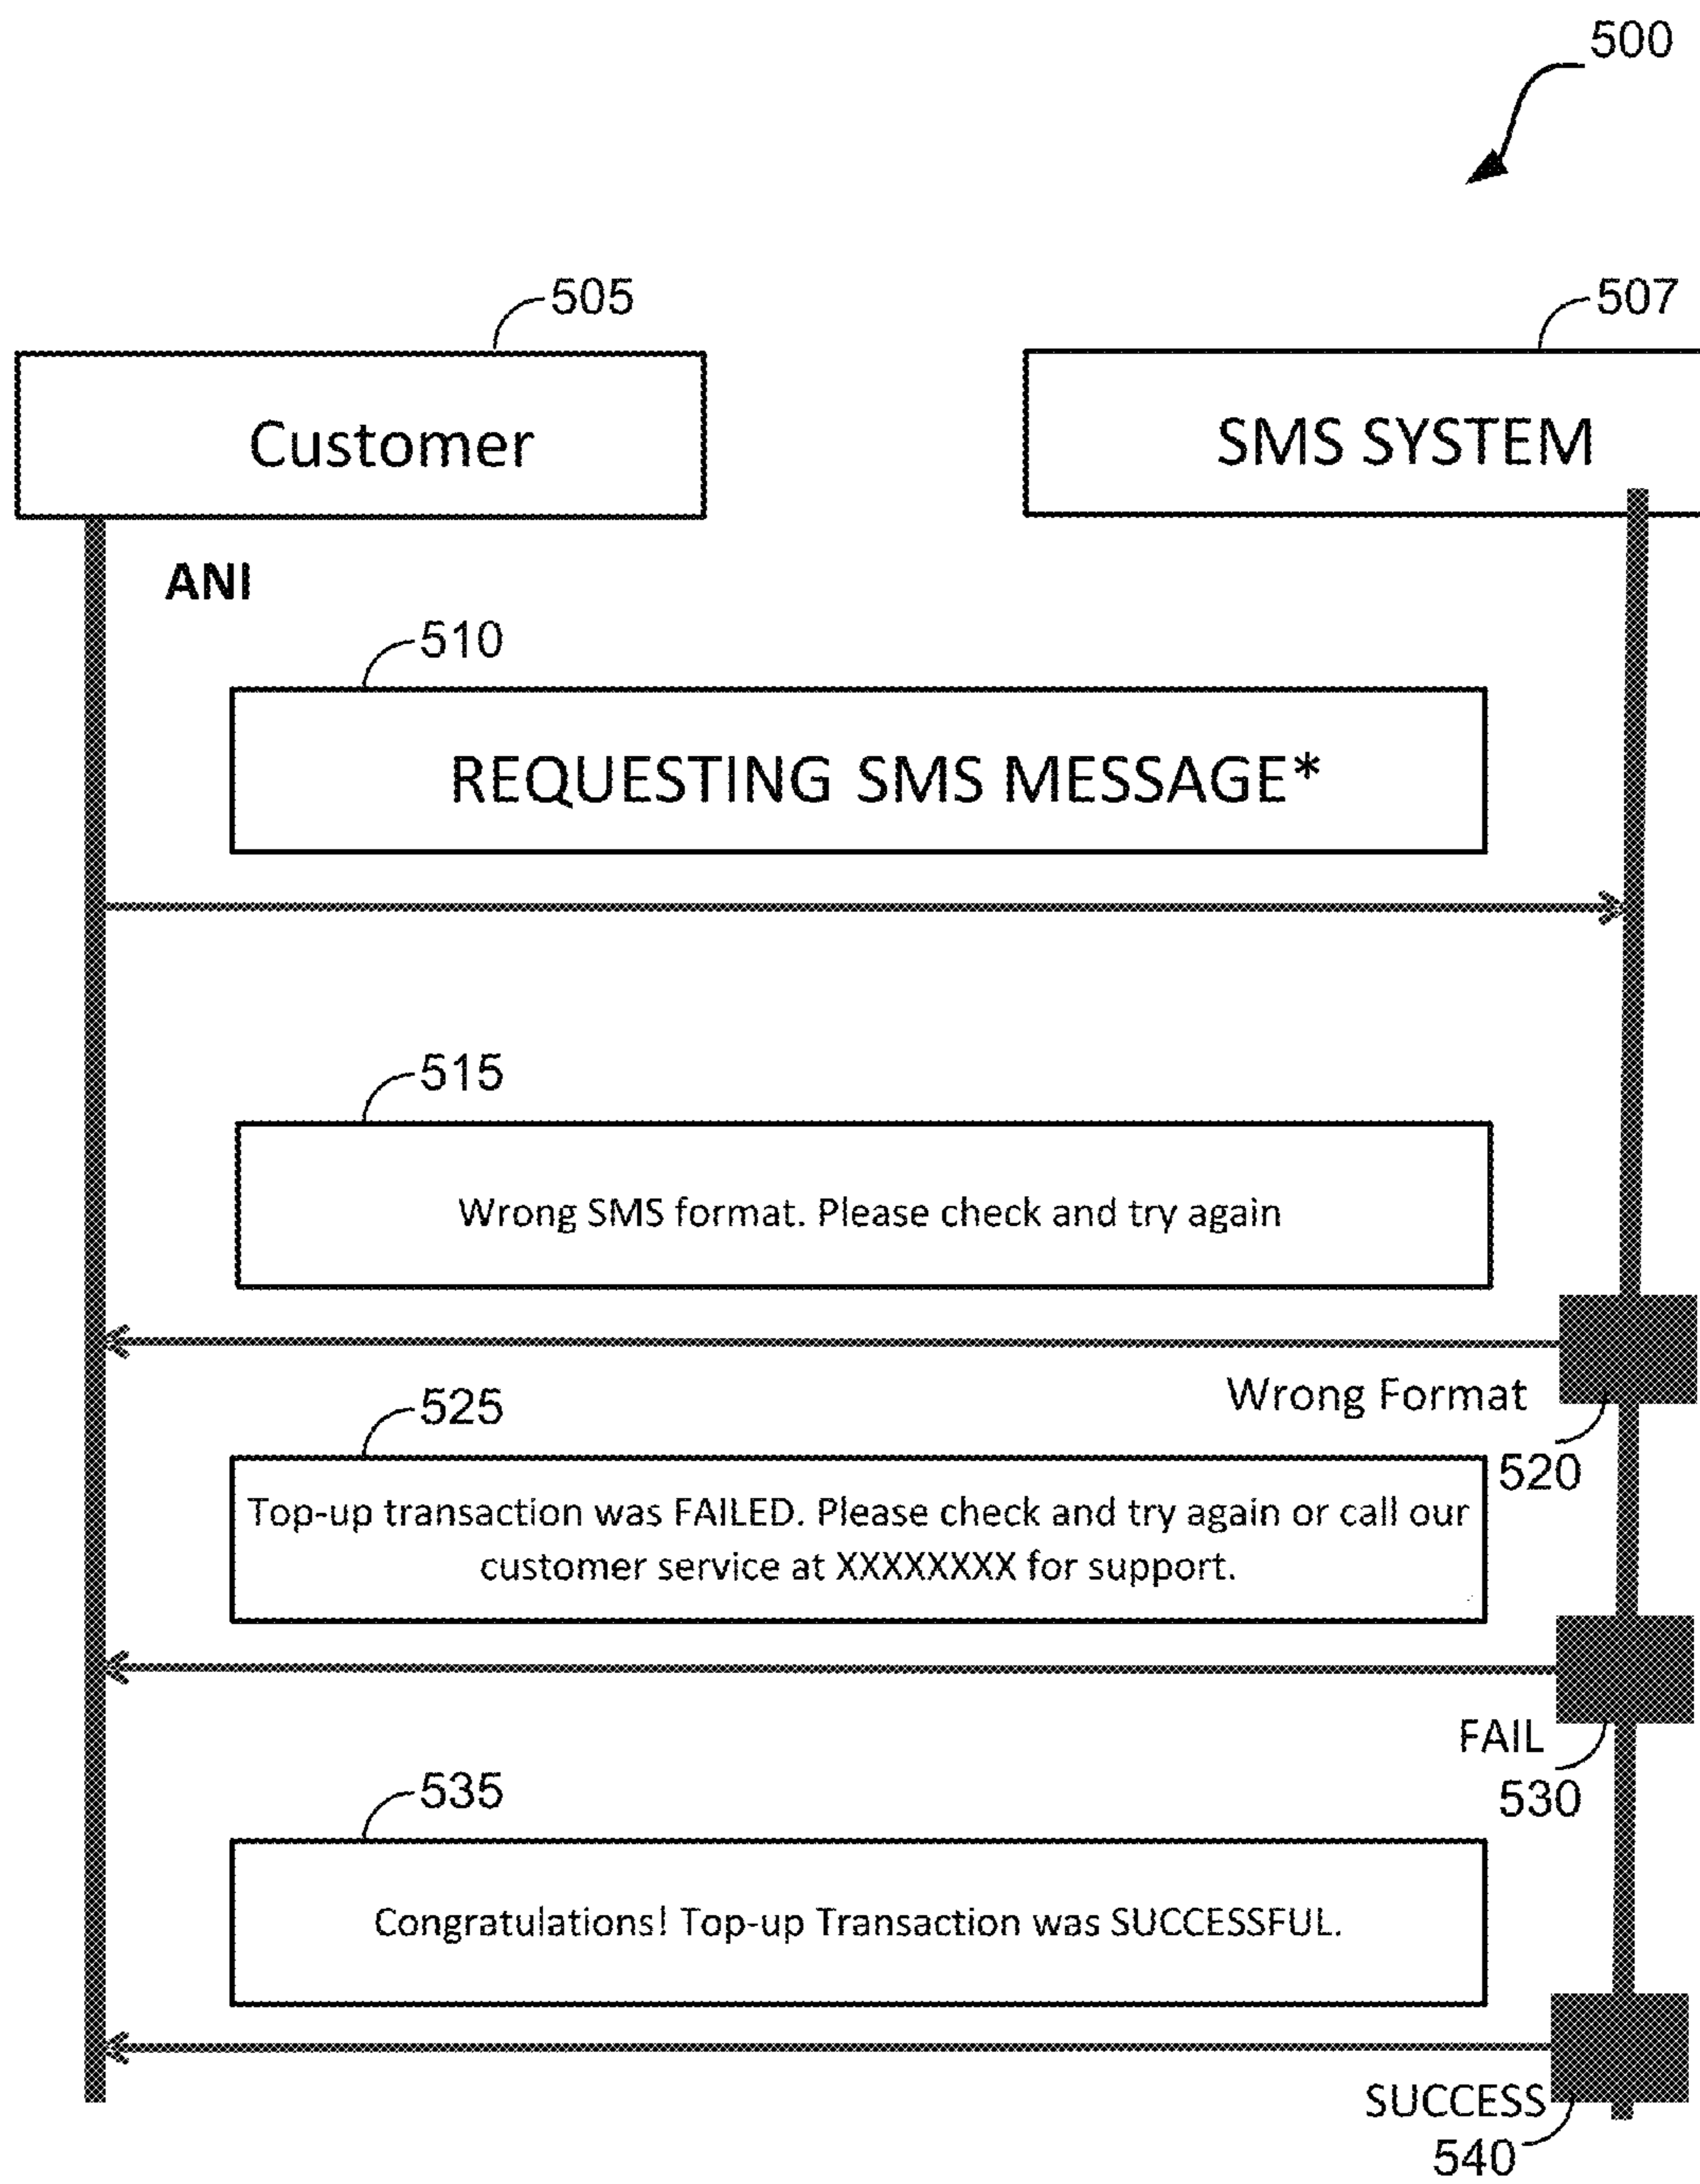 500
505
507
Customer
SMS SYSTEM
ANI
510
REQUESTING SMS MESSAGE*
515
Wrong SMS format. Please check and try again
Wrong Format
520
525
Top-up transaction was FAILED. Please check and try again or call our
customer service at XXXXXXXX for support.
FAIL
530
535
Congratulations! Top-up Transaction was SUCCESSFUL.
SUCCESS
540